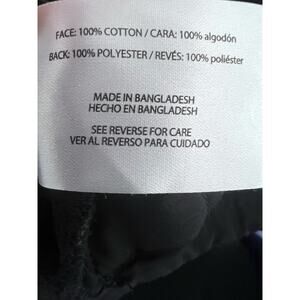 FACE: 100% COTTON / CARA: 100% algodón
BACK: 100% POLYESTER / REVÉS: 100% poliéster
MADE IN BANGLADESH
HECHO EN BANGLADESH
SEE REVERSE FOR CARE
VER AL REVERSO PARA CUIDADO